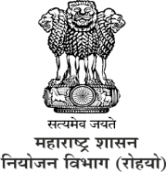 सत्यमेव जयते
महाराष्ट्र शासन
नियोजन विभाग (रोहयो)